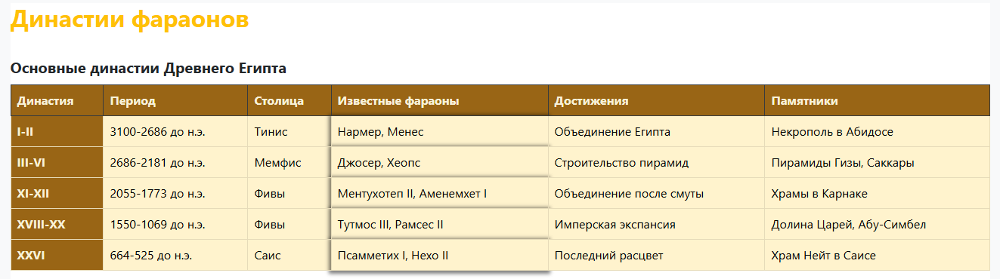 Династии фараонов
Основные династии Древнего Египта
Династия Период Столица Известные фараоны Достижения Памятники
I-II 3100-2686 до н.э. Тинис Нармер, Менес Объединение Египта Некрополь в Абидосе
III-VI 2686-2181 до н.э. Мемфис Джосер, Хеопс Строительство пирамид Пирамиды Гизы, Саккары
XI-XII 2055-1773 до н.э. Фивы Ментухотеп II, Аменемхет I Объединение после смуты Храмы в Карнаке
XVIII-XX 1550-1069 до н.э. Фивы Тутмос III, Рамсес II Имперская экспансия Долина Царей, Абу-Симбел
XXVI 664-525 до н.э. Саис Псамметих I, Нехо II Последний расцвет Храм Нейт в Саисе